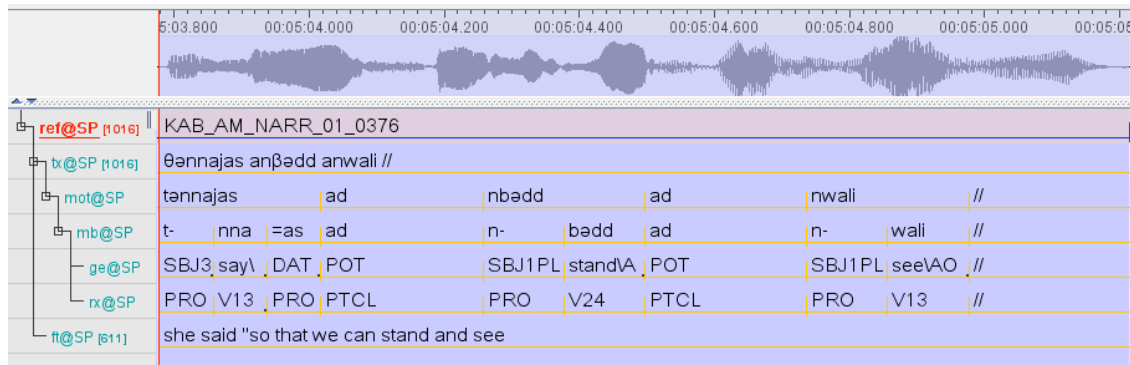 5:03.800 00:05:04.000 00:05:04.200 00:05:04.400 00:05:04.600 00:05:04.800 00:05:05.000 00:05:05
ref@SP [1016] KAB_AM_NARR_01_0376
tx@SP [1016] θənnajas anβədd anwali //
mot@SP tənnajas ad nbədd ad nwali //
mb@SP t- nna =as ad n- bədd ad n- wali //
ge@SP SBJ3 say\ DAT POT SBJ1PL stand\A POT SBJ1PL see\AO //
rx@SP PRO V13 PRO PTCL PRO V24 PTCL PRO V13 //
ft@SP [611] she said "so that we can stand and see